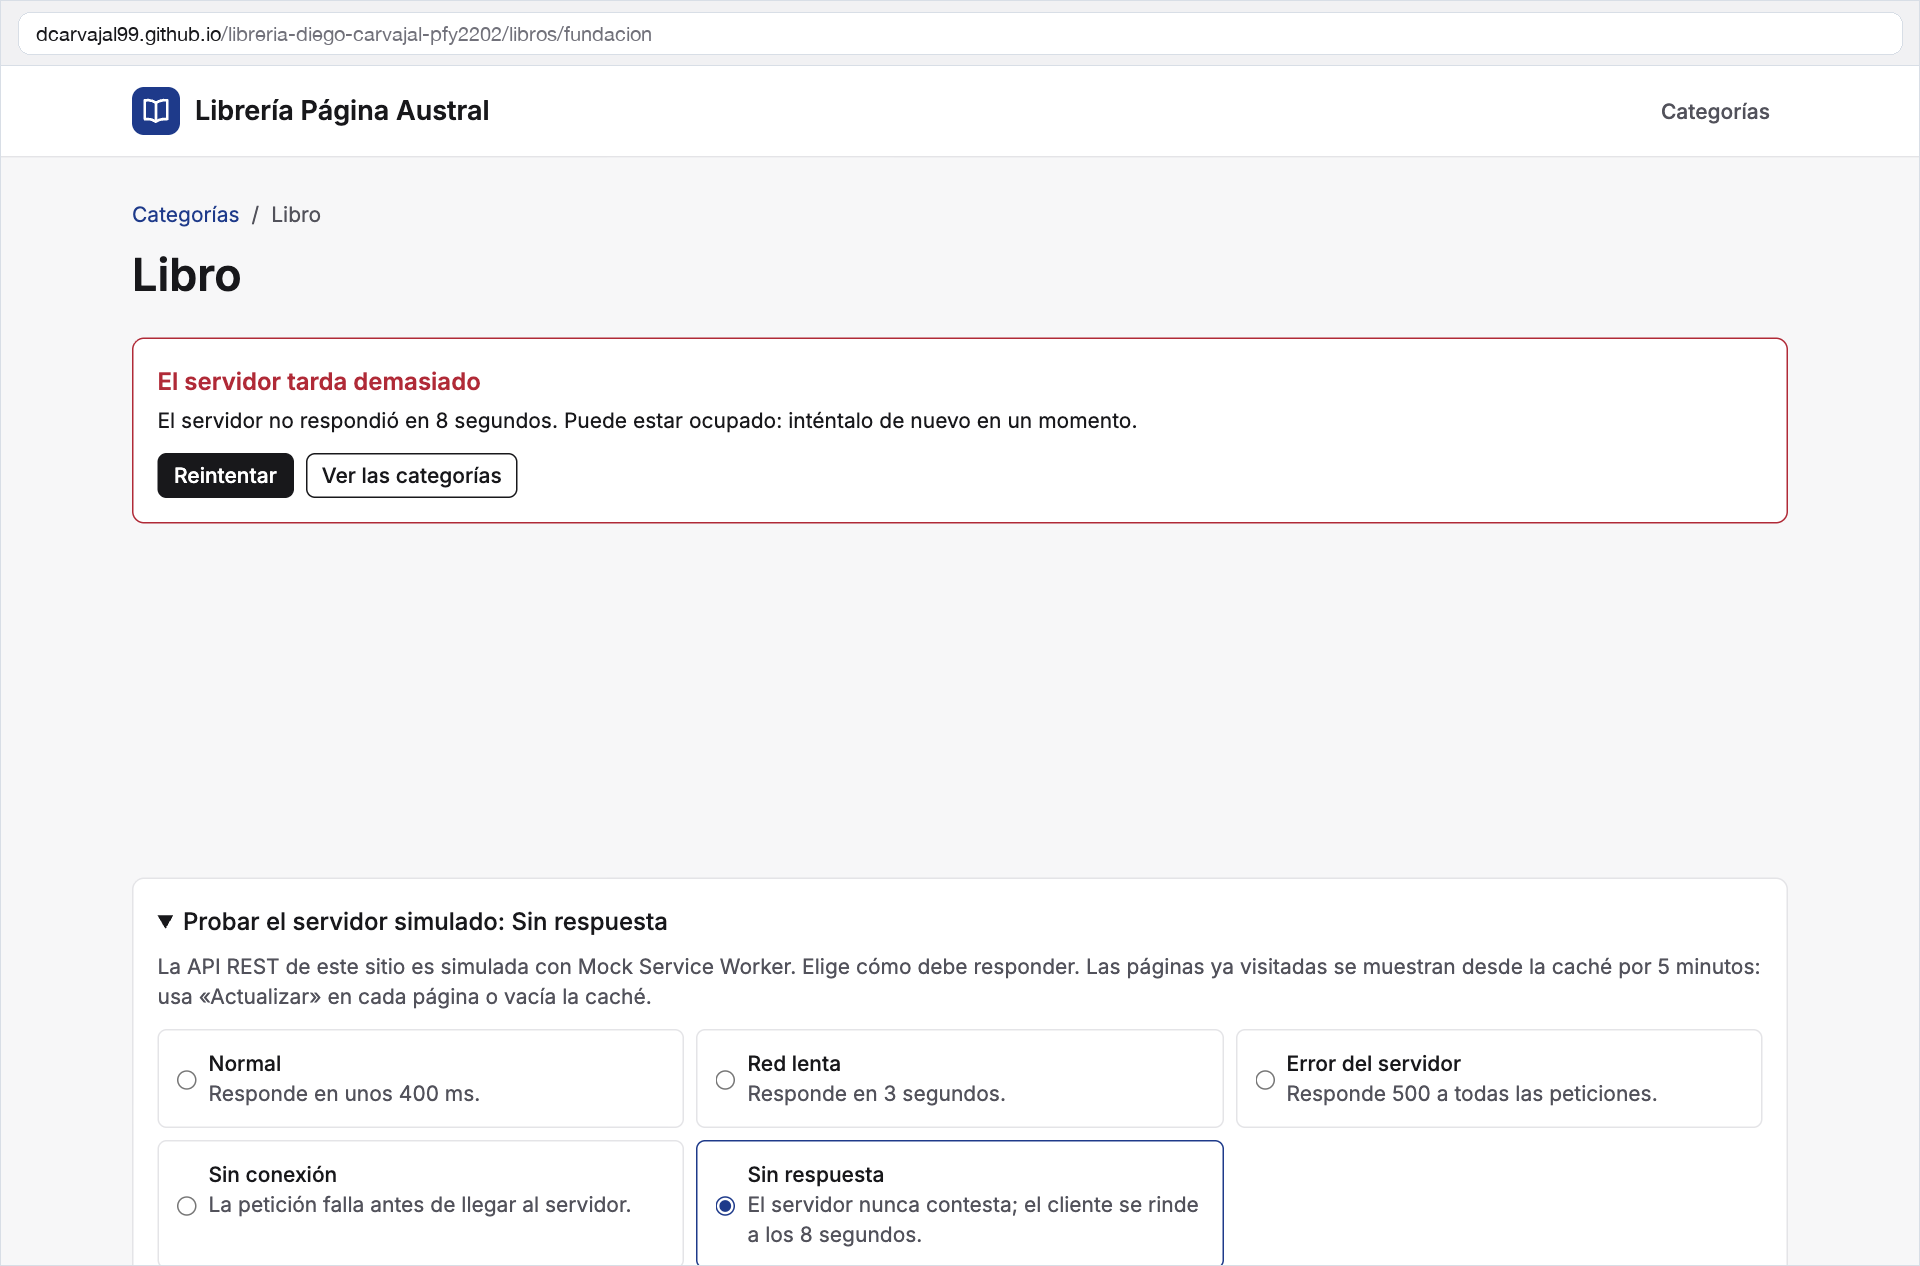 dcarvajal99.github.io/libreria-diego-carvajal-pfy2202/libros/fundacion
Librería Página Austral
Categorías
Categorías / Libro
Libro
El servidor tarda demasiado
El servidor no respondió en 8 segundos. Puede estar ocupado: inténtalo de nuevo en un momento.
Reintentar
Ver las categorías
Probar el servidor simulado: Sin respuesta
La API REST de este sitio es simulada con Mock Service Worker. Elige cómo debe responder. Las páginas ya visitadas se muestran desde la caché por 5 minutos:
usa «Actualizar» en cada página o vacía la caché.
Normal
Responde en unos 400 ms.
Red lenta
Responde en 3 segundos.
Error del servidor
Responde 500 a todas las peticiones.
Sin conexión
La petición falla antes de llegar al servidor.
Sin respuesta
El servidor nunca contesta; el cliente se rinde
a los 8 segundos.